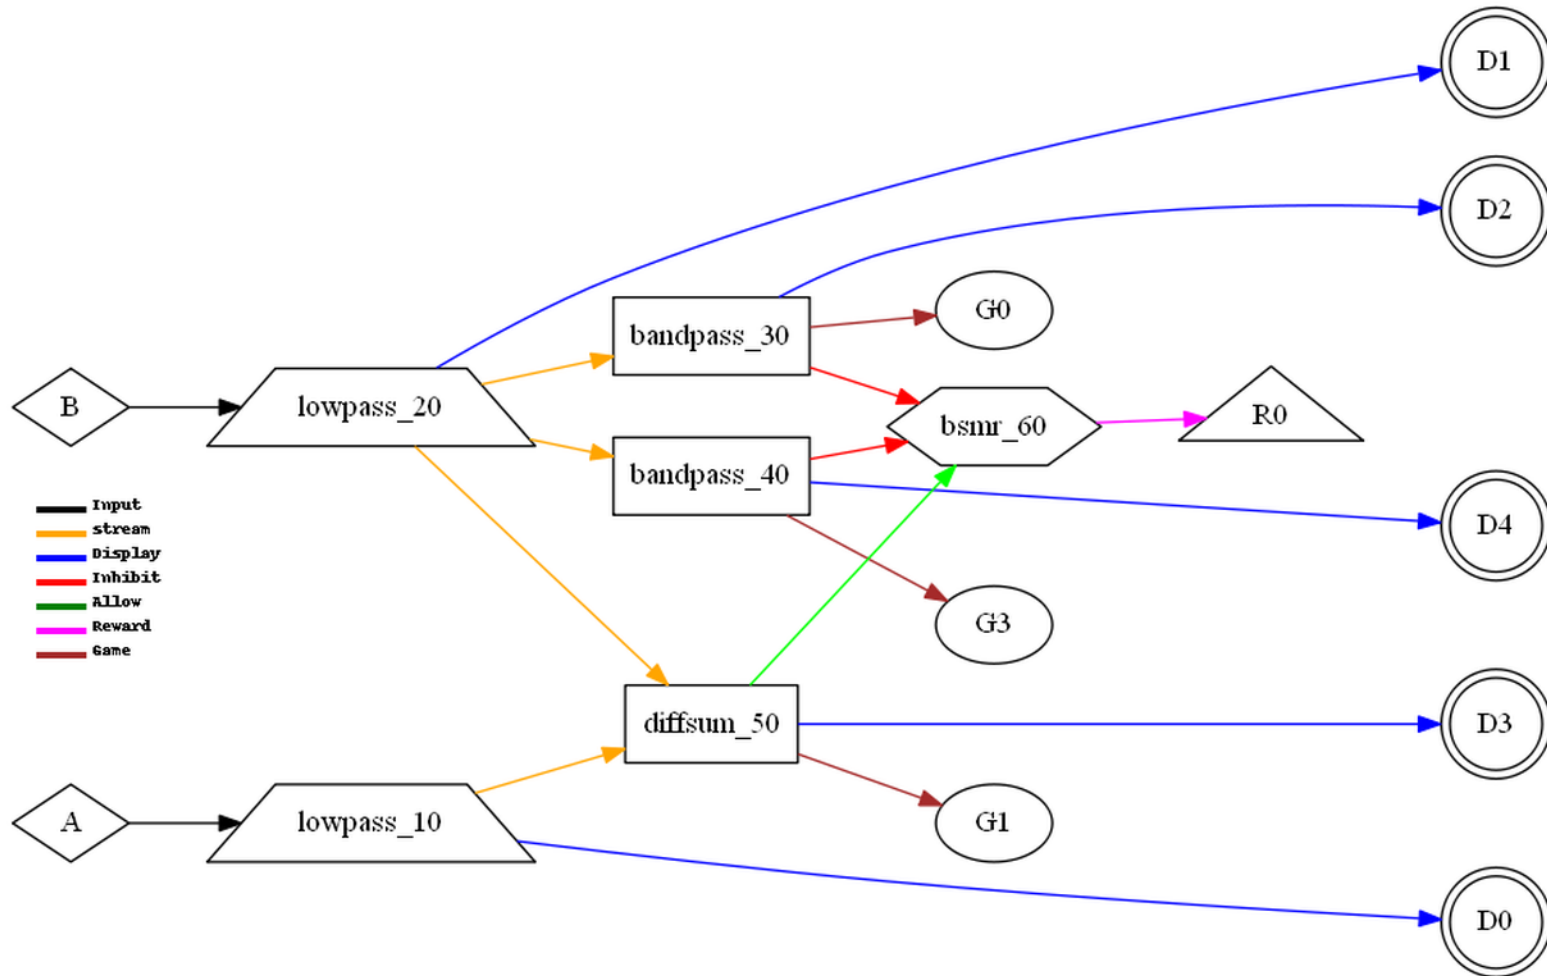 D1
D2
G0
bandpass_30
B
lowpass_20
bsmr_60
R0
bandpass_40
D4
Input
stream
Display
Inhibit
Allow
Reward
Game
G3
diffsum_50
D3
A
lowpass_10
G1
D0